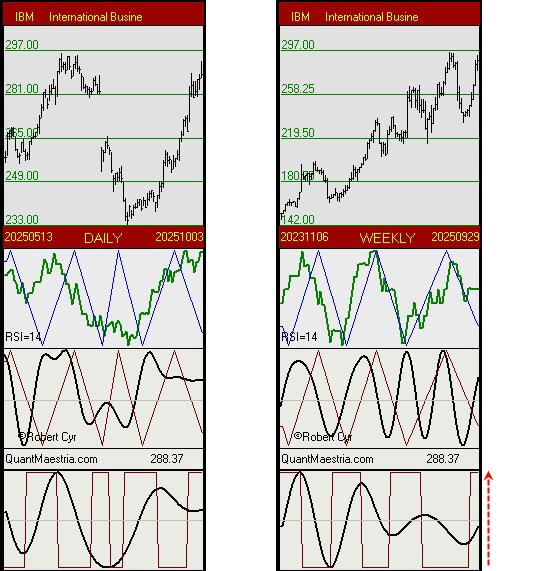 IBM International Busine
297.00
281.00
265.00
249.00
233.00
20250513 DAILY 20251003
RSI=14
©Robert Cyr
QuantMaestria.com 288.37
IBM International Busine
297.00
258.25
219.50
180.
142.00
20231106 WEEKLY 20250929
RSI=14
©Robert Cyr
QuantMaestria.com 288.37